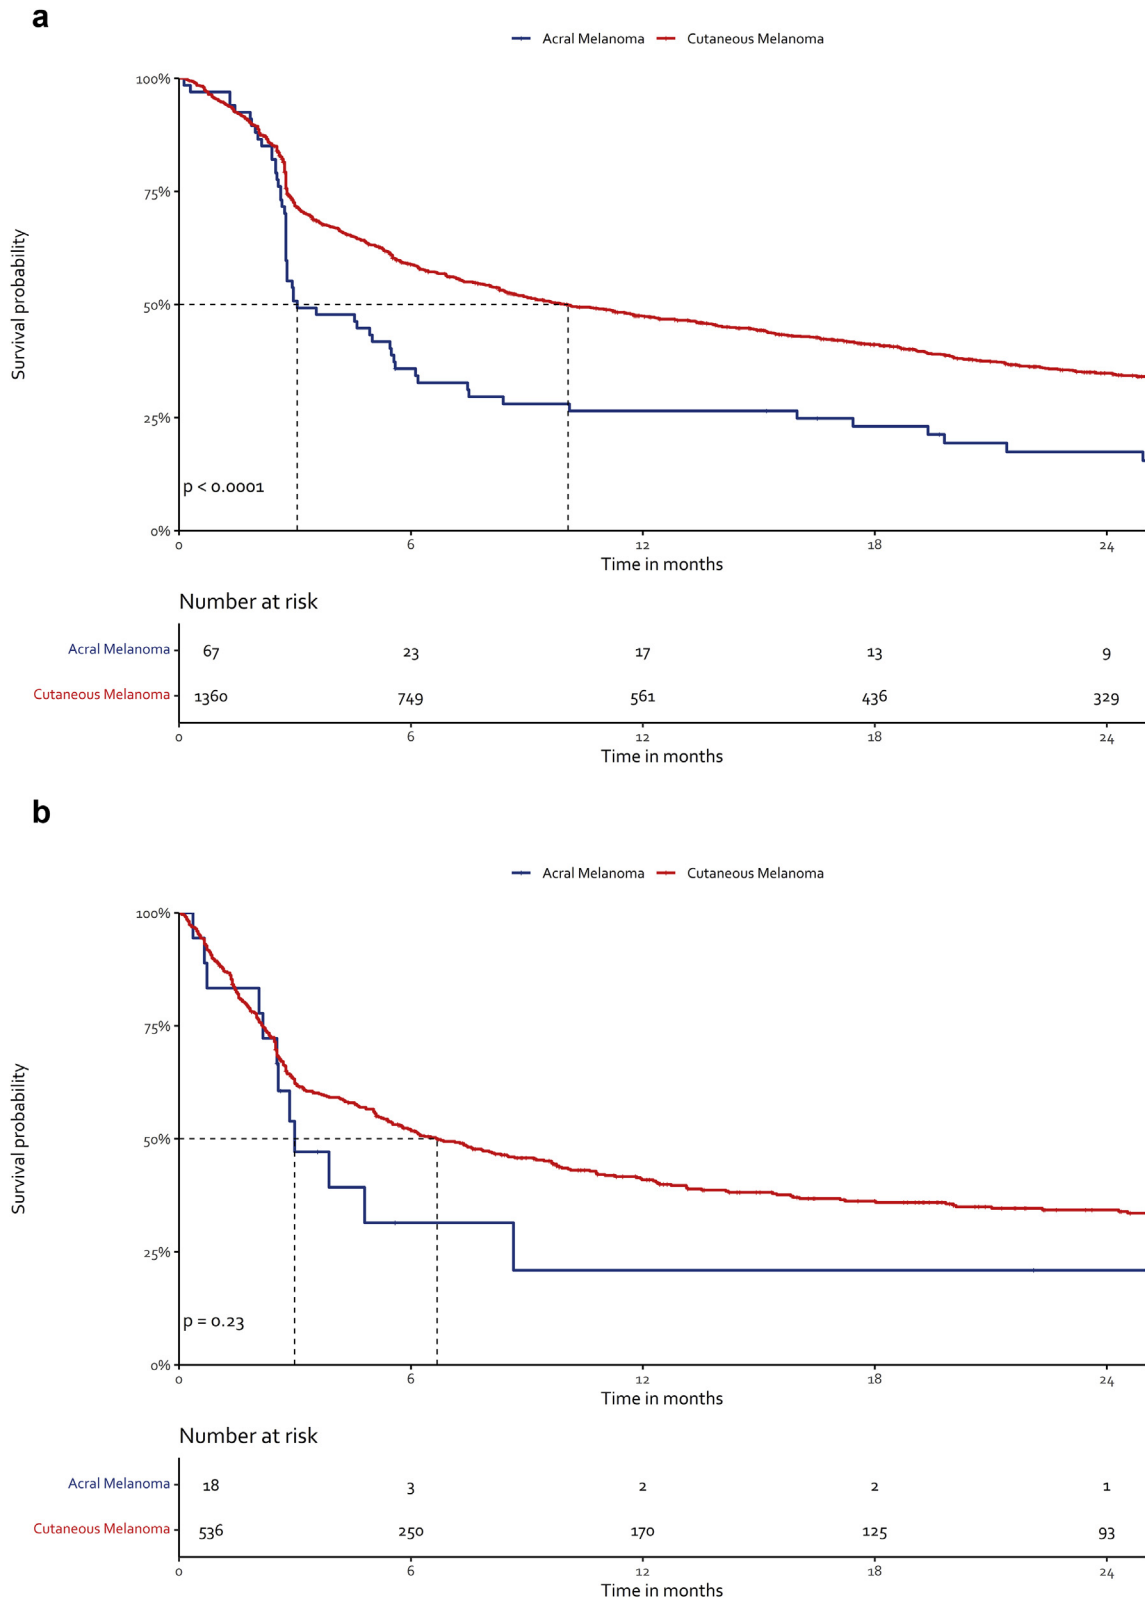 a
Acral Melanoma Cutaneous Melanoma
100%
75%
50%
25%
0%
Survival probability
p < 0.0001
0 6 12 18 24
Time in months
Number at risk
Acral Melanoma 67 23 17 13 9
Cutaneous Melanoma 1360 749 561 436 329
0 6 12 18 24
Time in months
b
Acral Melanoma Cutaneous Melanoma
100%
75%
50%
25%
0%
Survival probability
p = 0.23
0 6 12 18 24
Time in months
Number at risk
Acral Melanoma 18 3 2 2 1
Cutaneous Melanoma 536 250 170 125 93
0 6 12 18 24
Time in months